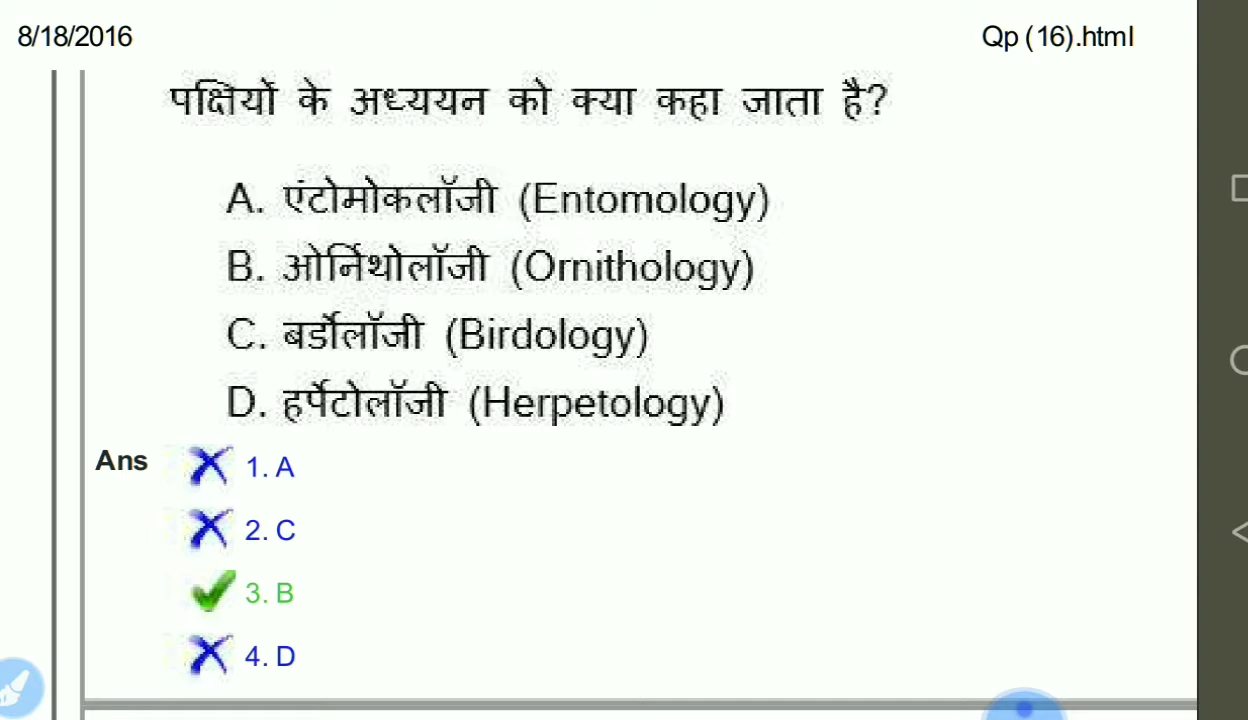 8/18/2016 Qp (16).html
पक्षियों के अध्ययन को क्या कहा जाता है?
A. एंटोमोकलॉजी (Entomology)
B. ओर्निथोलॉजी (Ornithology)
C. बर्डोलॉजी (Birdology)
D. हर्पेटोलॉजी (Herpetology)
Ans 1. A
2. C
3. B
4. D